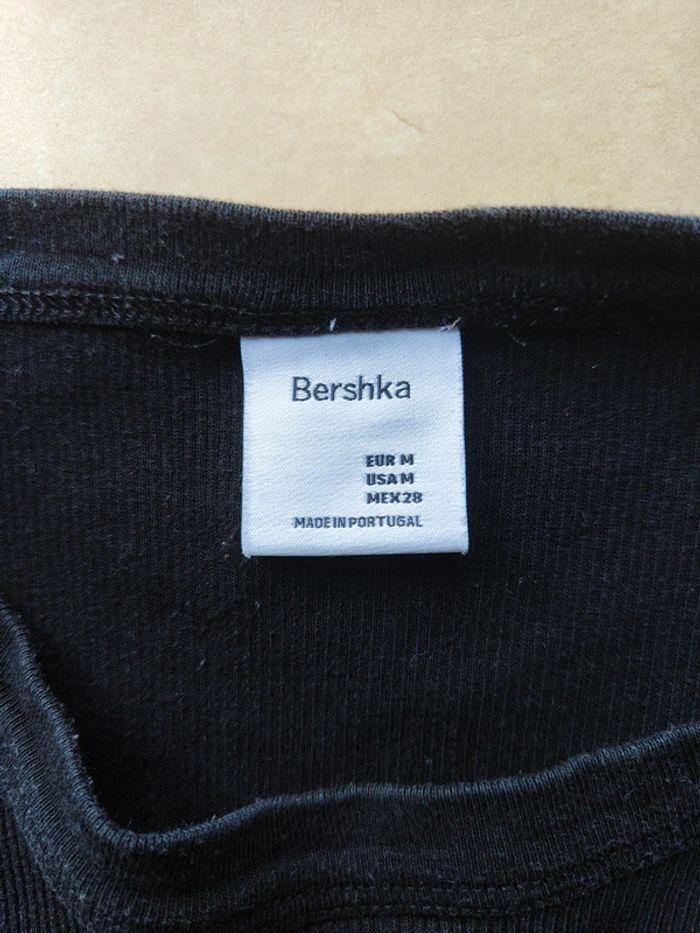 Bershka
EUR M
USA M
MEX 28
MADE IN PORTUGAL